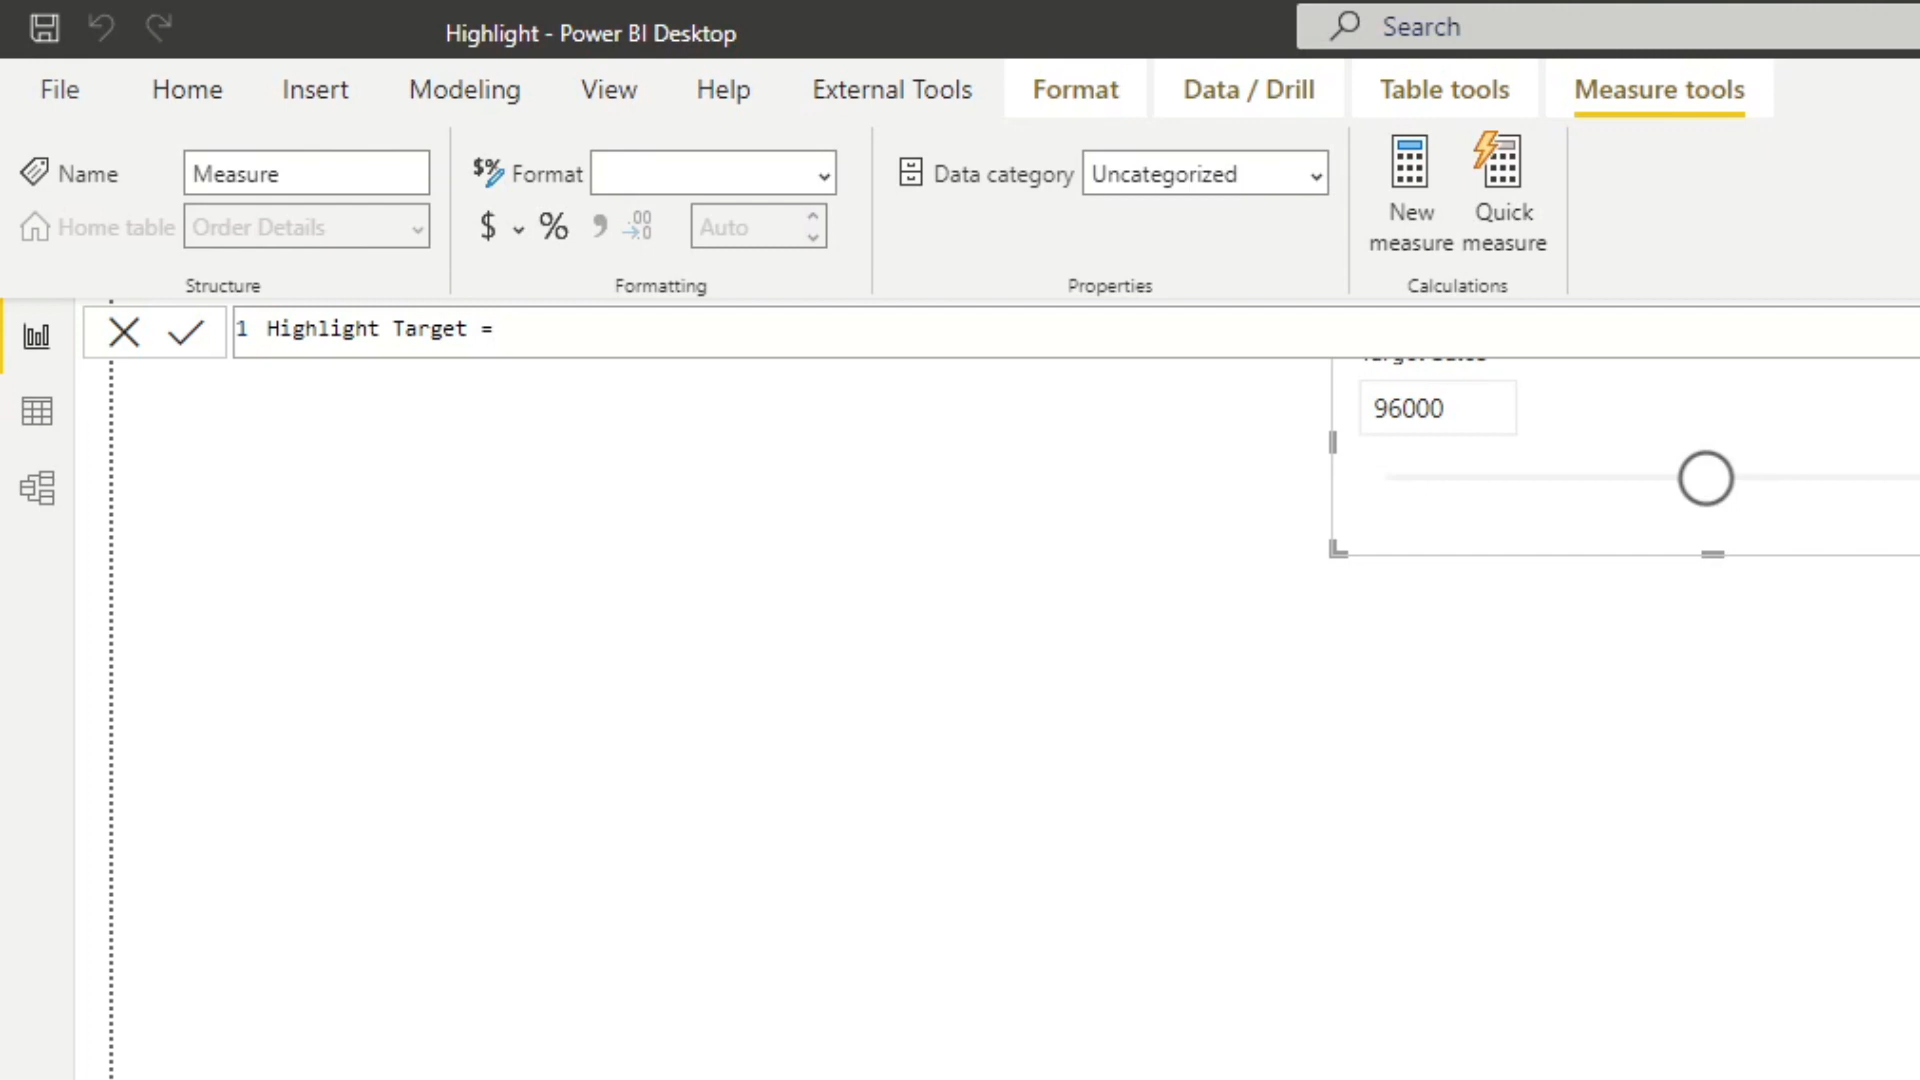 Highlight - Power BI Desktop
Search
File Home Insert Modeling View Help External Tools Format Data / Drill Table tools Measure tools
Name Measure $% Format Data category Uncategorized
Home table Order Details $ % , .00 →.0 Auto
New measure
Quick measure
Structure Formatting Properties Calculations
1 Highlight Target =
96000